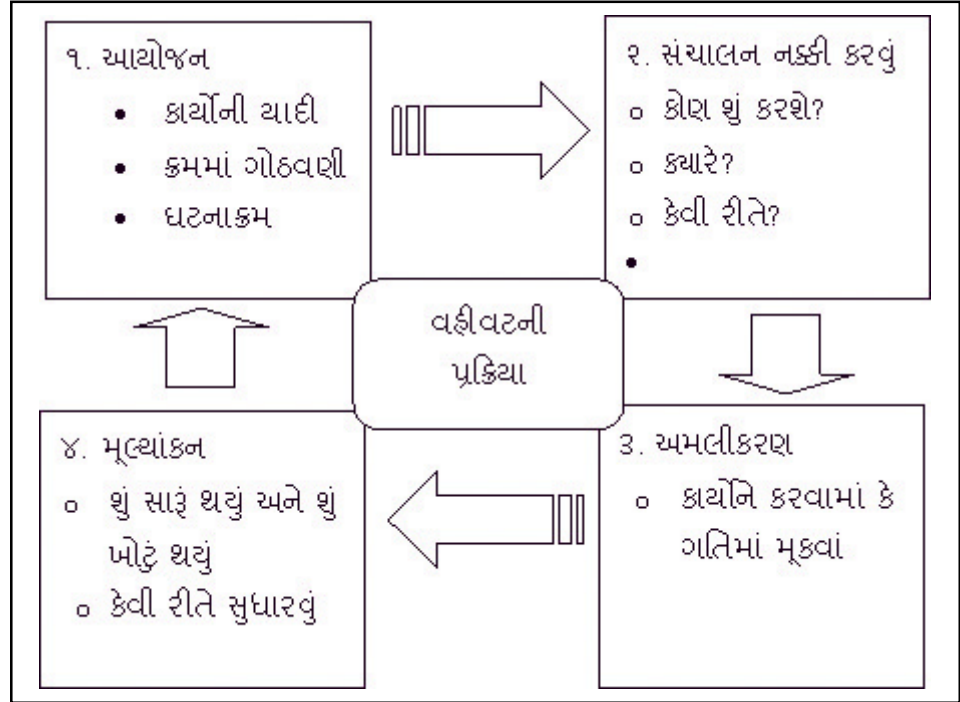 ૧. આયોજન
• કાર્યોની યાદી
• ક્રમમાં ગોઠવણી
• ઘટનાક્રમ
૨. સંચાલન નક્કી કરવું
o કોણ શું કરશે?
o ક્યારે?
o કેવી રીતે?
•
વહીવટની
પ્રક્રિયા
૩. અમલીકરણ
o કાર્યોને કરવામાં કે
ગતિમાં મૂકવાં
૪. મૂલ્યાંકન
o શું સારૂં થયું અને શું
ખોટું થયું
o કેવી રીતે સુધારવું